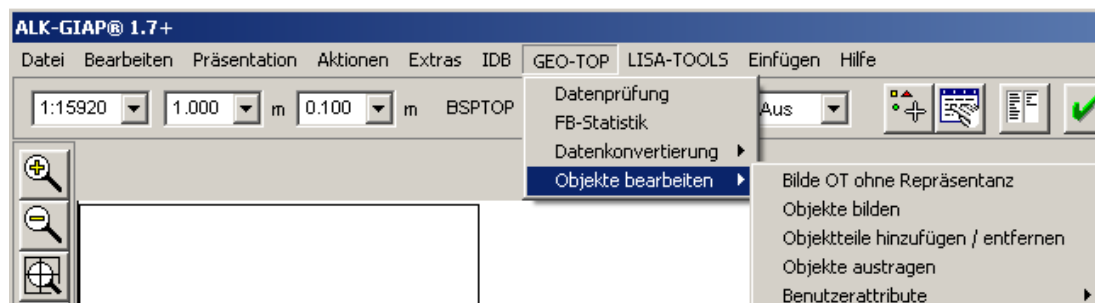 ALK-GIAP® 1.7+
Datei Bearbeiten Präsentation Aktionen Extras IDB GEO-TOP LISA-TOOLS Einfügen Hilfe
1:15920 1.000 m 0.100 m BSPTOP Aus
Datenprüfung
FB-Statistik
Datenkonvertierung
Objekte bearbeiten
Bilde OT ohne Repräsentanz
Objekte bilden
Objektteile hinzufügen / entfernen
Objekte austragen
Benutzerattribute